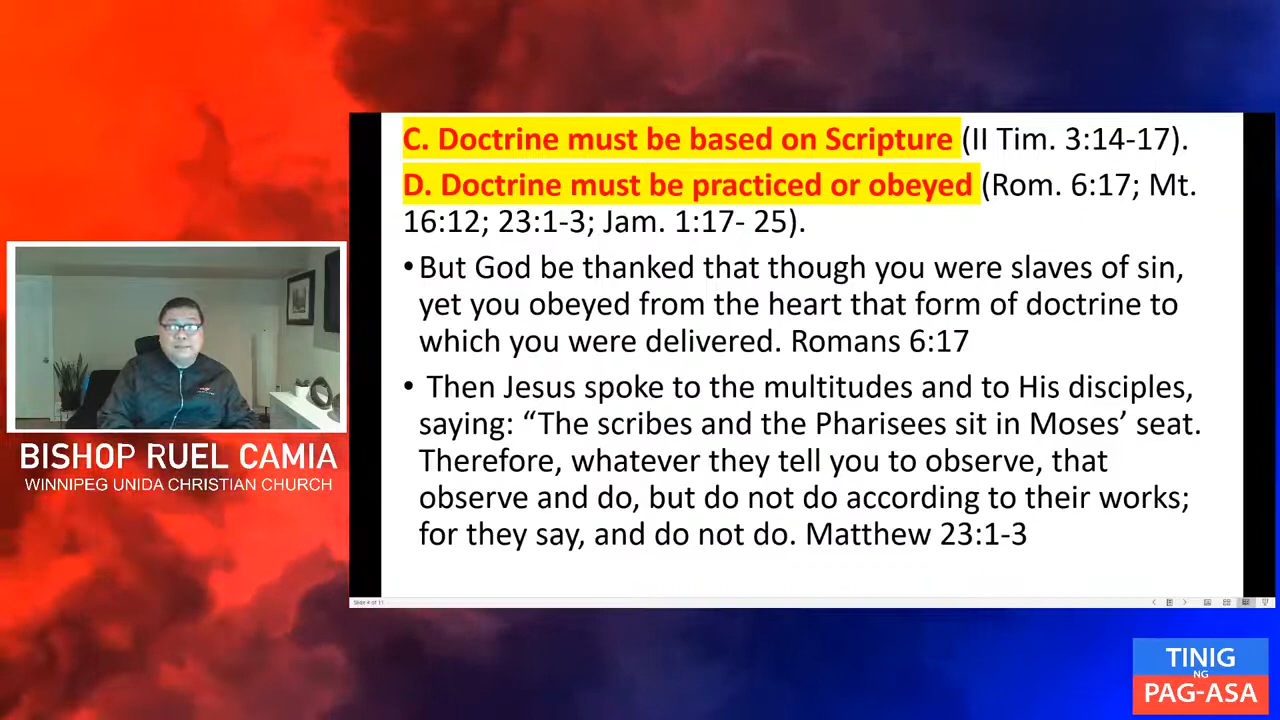 C. Doctrine must be based on Scripture (II Tim. 3:14-17).
D. Doctrine must be practiced or obeyed (Rom. 6:17; Mt.
16:12; 23:1-3; Jam. 1:17- 25).
•But God be thanked that though you were slaves of sin,
yet you obeyed from the heart that form of doctrine to
which you were delivered. Romans 6:17
• Then Jesus spoke to the multitudes and to His disciples,
saying: “The scribes and the Pharisees sit in Moses’ seat.
Therefore, whatever they tell you to observe, that
observe and do, but do not do according to their works;
for they say, and do not do. Matthew 23:1-3
Slide 4 of 17
BISHOP RUEL CAMIA
WINNIPEG UNIDA CHRISTIAN CHURCH
TINIG
NG
PAG-ASA